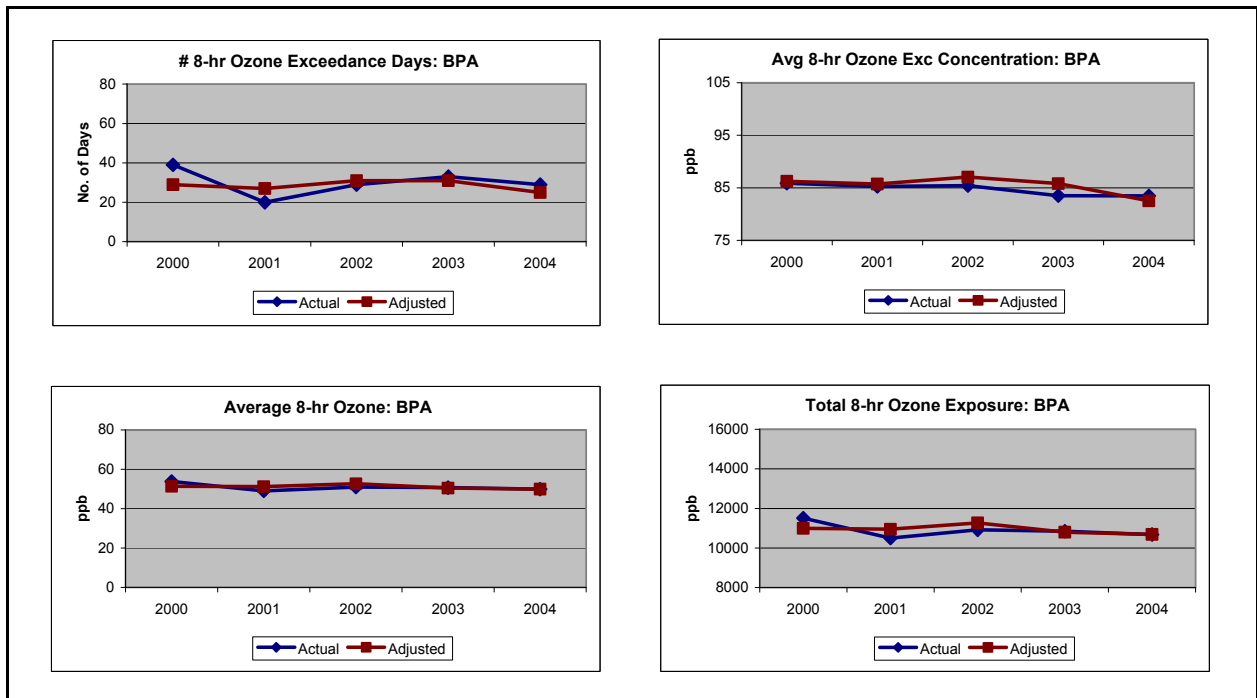 # 8-hr Ozone Exceedance Days: BPA
80
60
40
20
0
No. of Days
2000 2001 2002 2003 2004
Actual Adjusted
Avg 8-hr Ozone Exc Concentration: BPA
105
95
85
75
ppb
2000 2001 2002 2003 2004
Actual Adjusted
Average 8-hr Ozone: BPA
80
60
40
20
0
ppb
2000 2001 2002 2003 2004
Actual Adjusted
Total 8-hr Ozone Exposure: BPA
16000
14000
12000
10000
8000
ppb
2000 2001 2002 2003 2004
Actual Adjusted